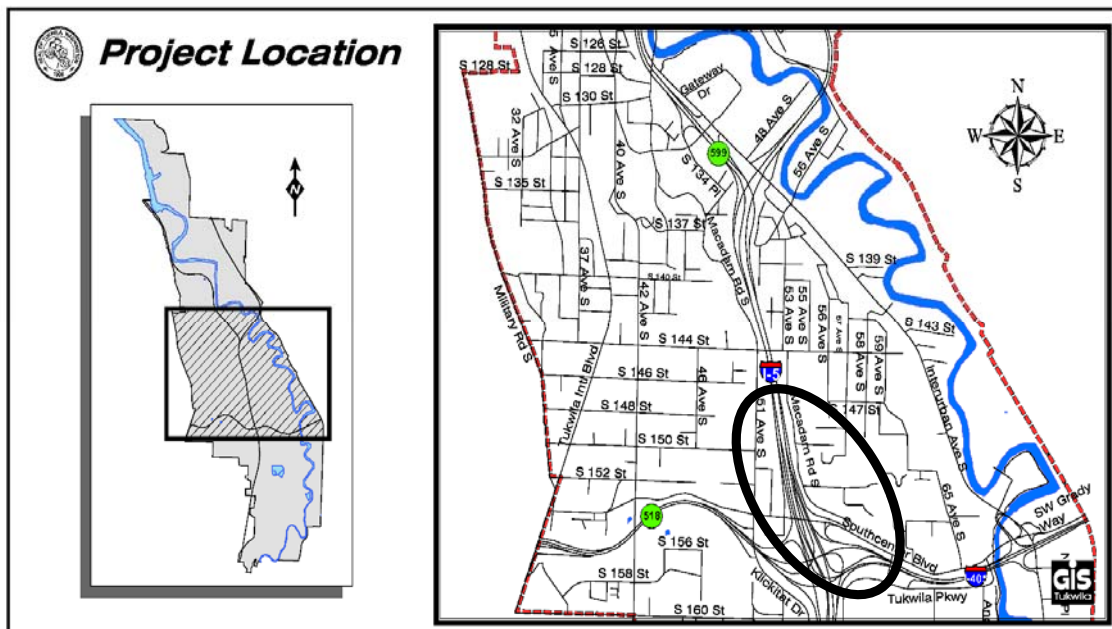 Project Location
N
S 126 St
S 128 St
S 128 St
S 130 St
Gateway Dr
32 Ave S
40 Ave S
48 Ave S
56 Ave S
599
S 134 Pl
S 135 St
S 137 St
N
W E
S
Macadam Rd S
37 Ave S
S 139 St
S 140 St
Military Rd S
42 Ave S
53 Ave S
55 Ave S
56 Ave S
57 Ave S
58 Ave S
59 Ave S
S 143 St
S 144 St
Tukwila Intl Blvd
S 146 St
46 Ave S
I-5
Interurban Ave S
S 147 St
S 148 St
51 Ave S
Macadam Rd S
S 150 St
S 152 St
65 Ave S
SW Grady Way
518
Southcenter Blvd
S 156 St
S 158 St
Klickitat Dr
Tukwila Pkwy
S 160 St
GIS
Tukwila